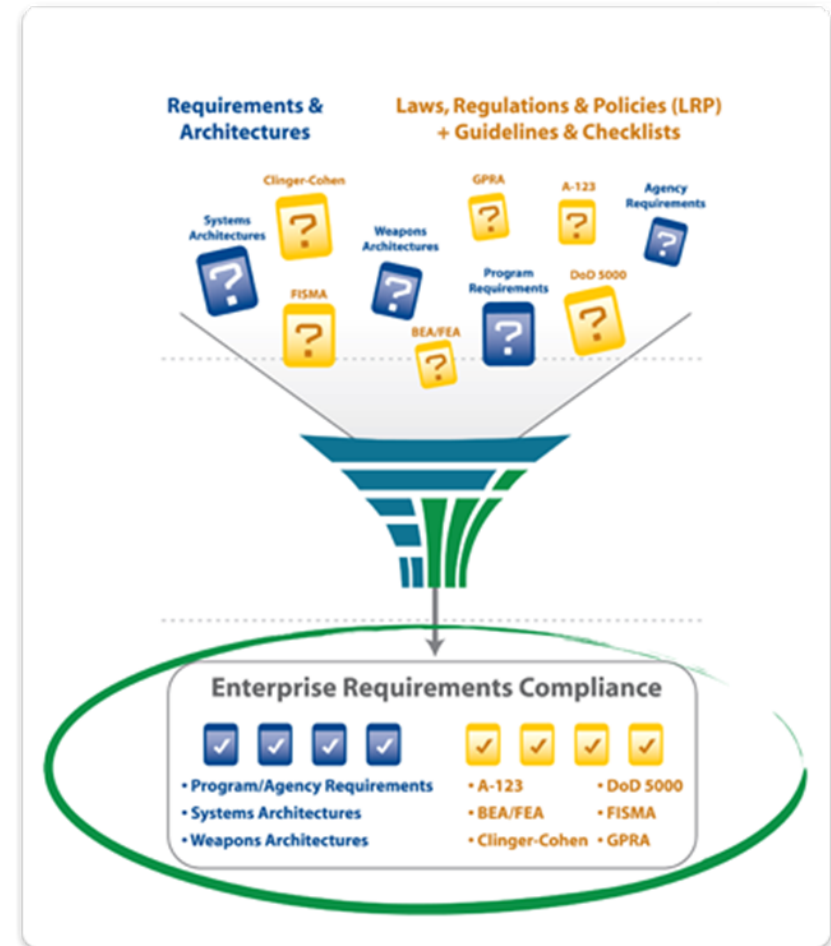 Requirements &
Architectures
Laws, Regulations & Policies (LRP)
+ Guidelines & Checklists
Clinger-Cohen
GPRA
A-123
Agency
Requirements
Systems
Architectures
Weapons
Architectures
Program
Requirements
DoD 5000
FISMA
BEA/FEA
Enterprise Requirements Compliance
• Program/Agency Requirements
• Systems Architectures
• Weapons Architectures
• A-123
• BEA/FEA
• Clinger-Cohen
• DoD 5000
• FISMA
• GPRA